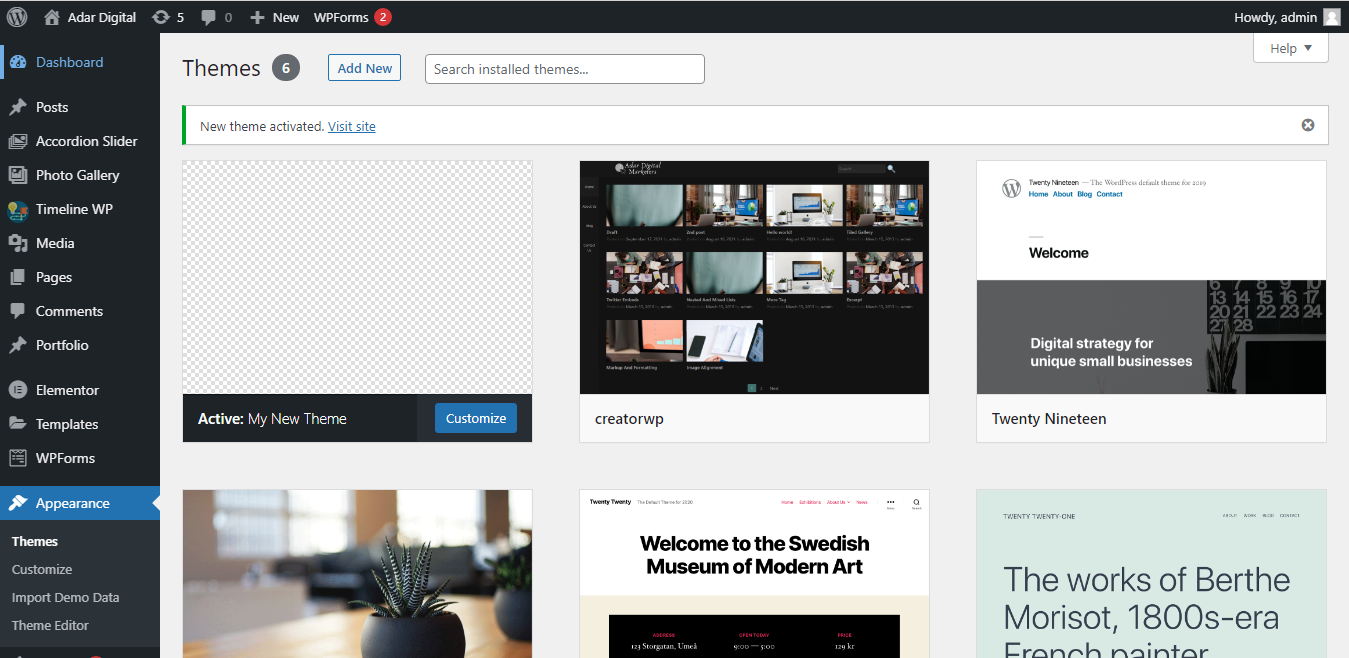 Adar Digital 5 0 New WPForms 2 Howdy, admin
Dashboard
Posts
Accordion Slider
Photo Gallery
Timeline WP
Media
Pages
Comments
Portfolio
Elementor
Templates
WPForms
Appearance
Themes
Customize
Import Demo Data
Theme Editor
Help
Themes 6 Add New Search installed themes...
New theme activated. Visit site
Active: My New Theme Customize
Adar Digital
Marketers
Home
Blog
Draft
2nd post
Hello world!
Tiled Gallery
Twitter Embeds
Nested And Mixed Lists
More Tag
Excerpt
Markup And Formatting
Image Alignment
Next
creatorwp
Twenty Nineteen — The WordPress default theme for 2019
Home About Blog Contact
Welcome
Digital strategy for
unique small businesses
Twenty Nineteen
Twenty Twenty The Default Theme for 2020 Home Exhibitions About Us News
Welcome to the Swedish
Museum of Modern Art
ADDRESS OPEN TODAY PRICE
123 Storgatan, Umeå 9:00 — 5:00 129 kr
TWENTY TWENTY-ONE ABOUT WORK BLOG CONTACT
The works of Berthe
Morisot, 1800s-era
French painter